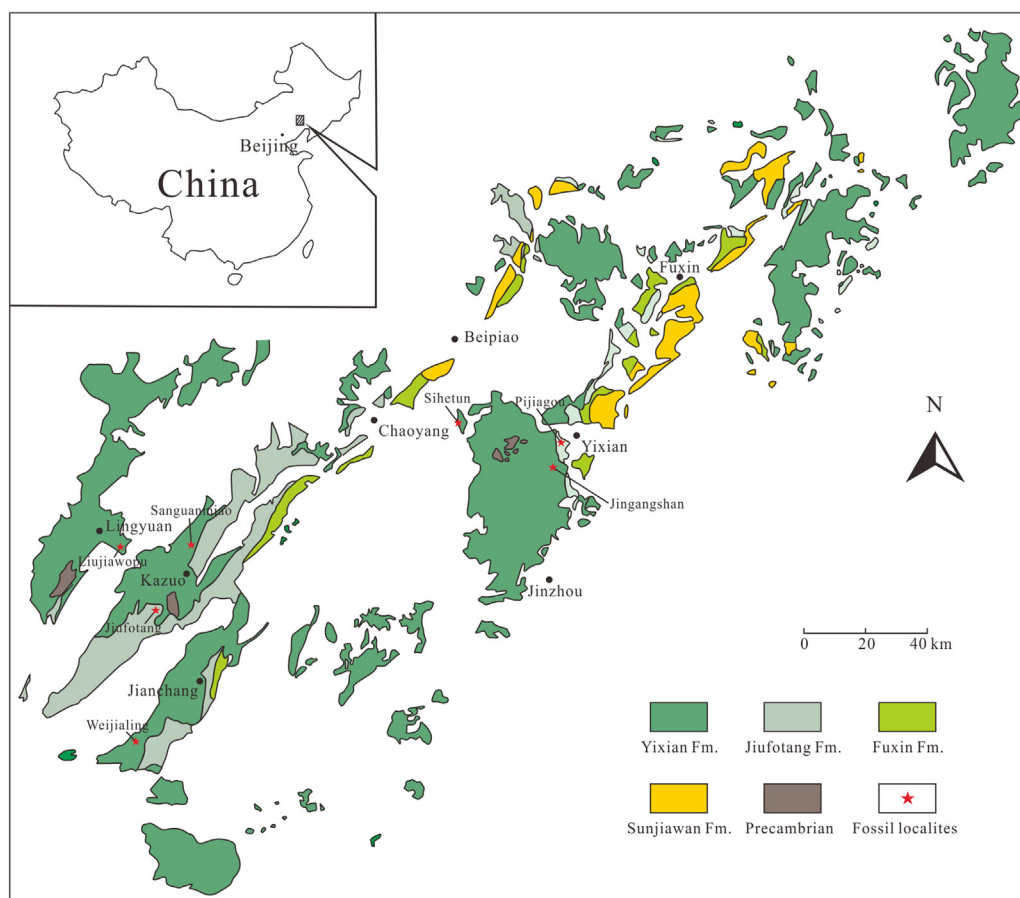 Beijing
China
Fuxin
Beipiao
Sihetun
Pijiagou
Chaoyang
Yixian
Jingangshan
Sanguanmiao
Lingyuan
Liujiawopu
Kazuo
Jinzhou
Jiufotang
Jianchang
Weijialing
N
0 20 40 km
Yixian Fm. Jiufotang Fm. Fuxin Fm.
Sunjiawan Fm. Precambrian Fossil localites